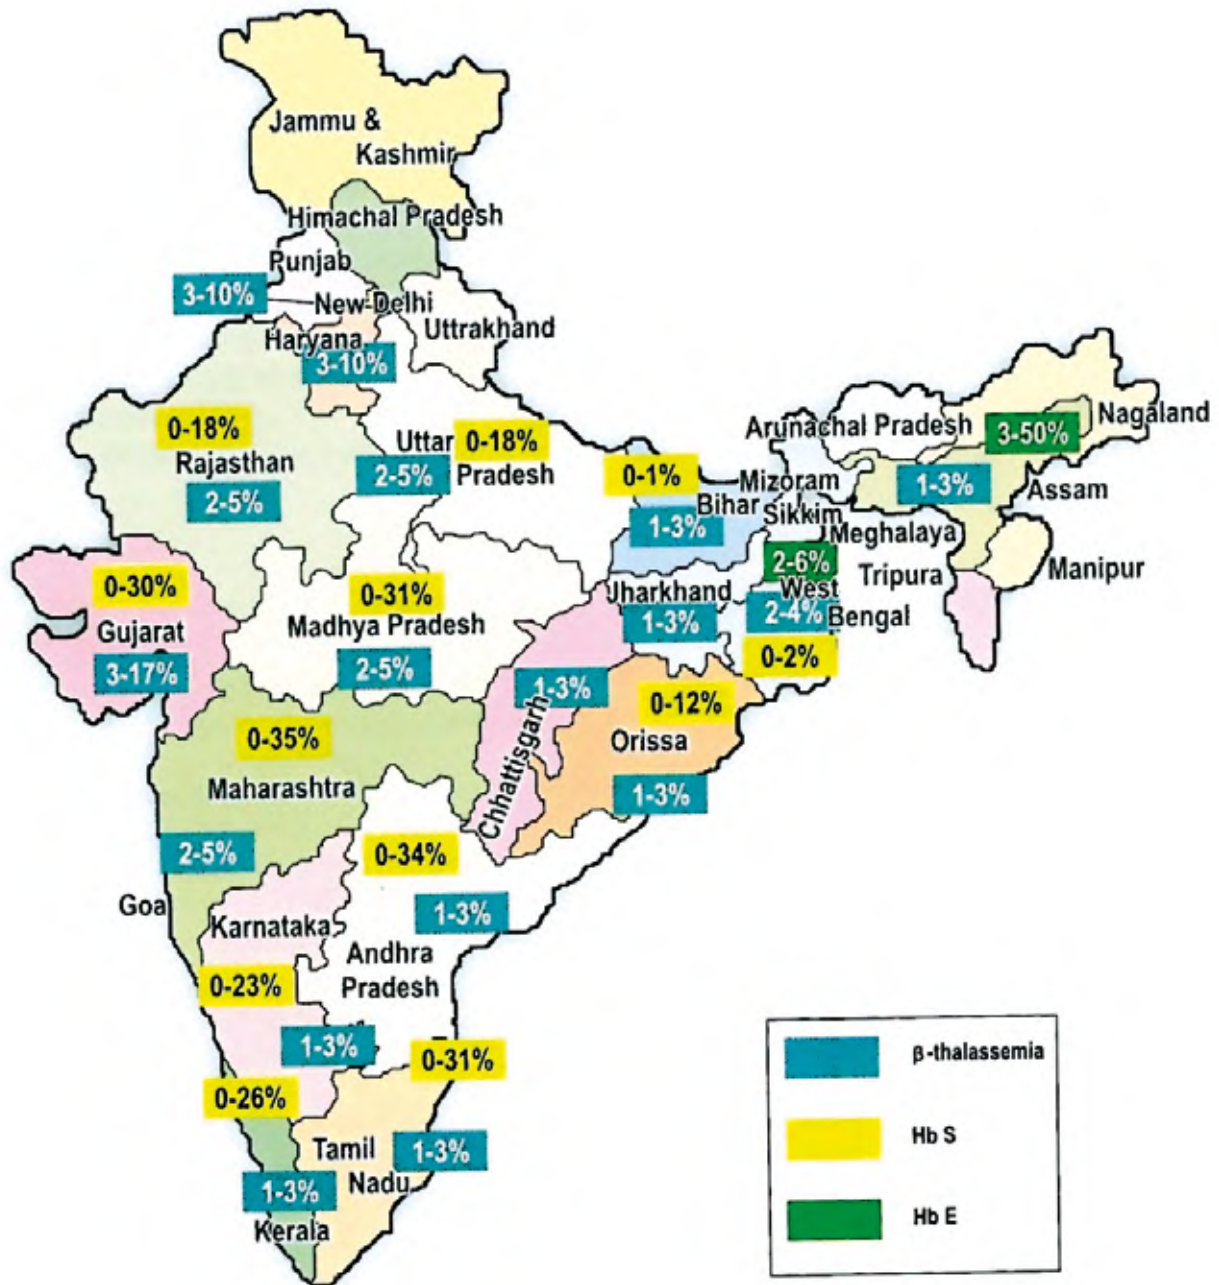 Jammu &
Kashmir
Himachal Pradesh
Punjab
3-10%
New Delhi
Uttrakhand
Haryana
3-10%
0-18%
Rajasthan
2-5%
Uttar
Pradesh
0-18%
2-5%
0-1%
Bihar
1-3%
Mizoram
Sikkim
Arunachal Pradesh
3-50%
Nagaland
1-3%
Assam
Meghalaya
Tripura
Manipur
0-30%
Gujarat
3-17%
0-31%
Madhya Pradesh
2-5%
Jharkhand
1-3%
2-6%
West
Bengal
2-4%
0-2%
1-3%
Chhattisgarh
0-12%
Orissa
1-3%
0-35%
Maharashtra
2-5%
0-34%
1-3%
Goa
Karnataka
Andhra
Pradesh
0-23%
1-3%
0-31%
0-26%
Tamil
Nadu
1-3%
1-3%
Kerala
β-thalassemia
Hb S
Hb E